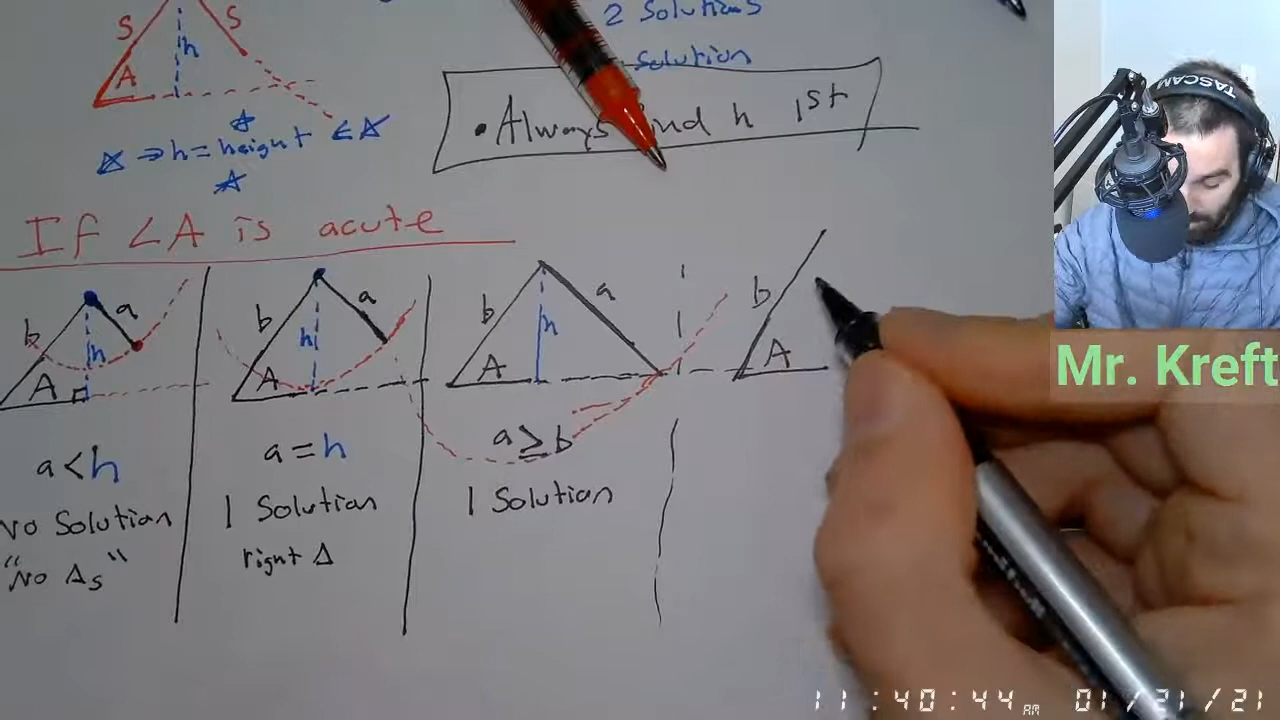 S
S
h
A
2 Solutions
Solution
• Always find h 1st
⇒ h = height
If ∠A is acute
b
a
h
A
a < h
No Solution
"No Δs"
b
a
h
A
a = h
1 Solution
right Δ
b
a
h
A
a ≥ b
1 Solution
b
A
TASCAM
Mr. Kreft
11:40:44 AM 01/21/21